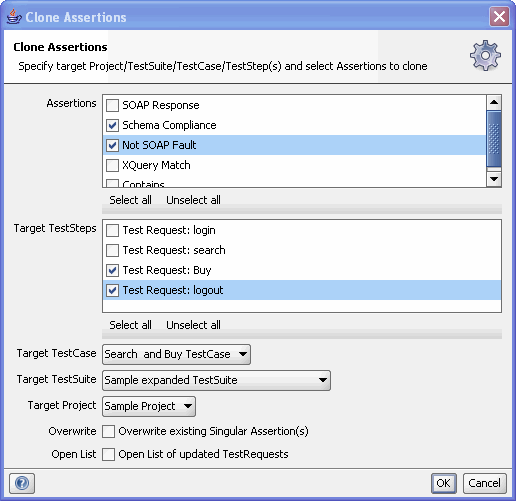 Clone Assertions
Clone Assertions
Specify target Project/TestSuite/TestCase/TestStep(s) and select Assertions to clone
Assertions
SOAP Response
Schema Compliance
Not SOAP Fault
XQuery Match
Contains
Select all Unselect all
Target TestSteps
Test Request: login
Test Request: search
Test Request: Buy
Test Request: logout
Select all Unselect all
Target TestCase Search and Buy TestCase
Target TestSuite Sample expanded TestSuite
Target Project Sample Project
Overwrite Overwrite existing Singular Assertion(s)
Open List Open List of updated TestRequests
? OK Cancel